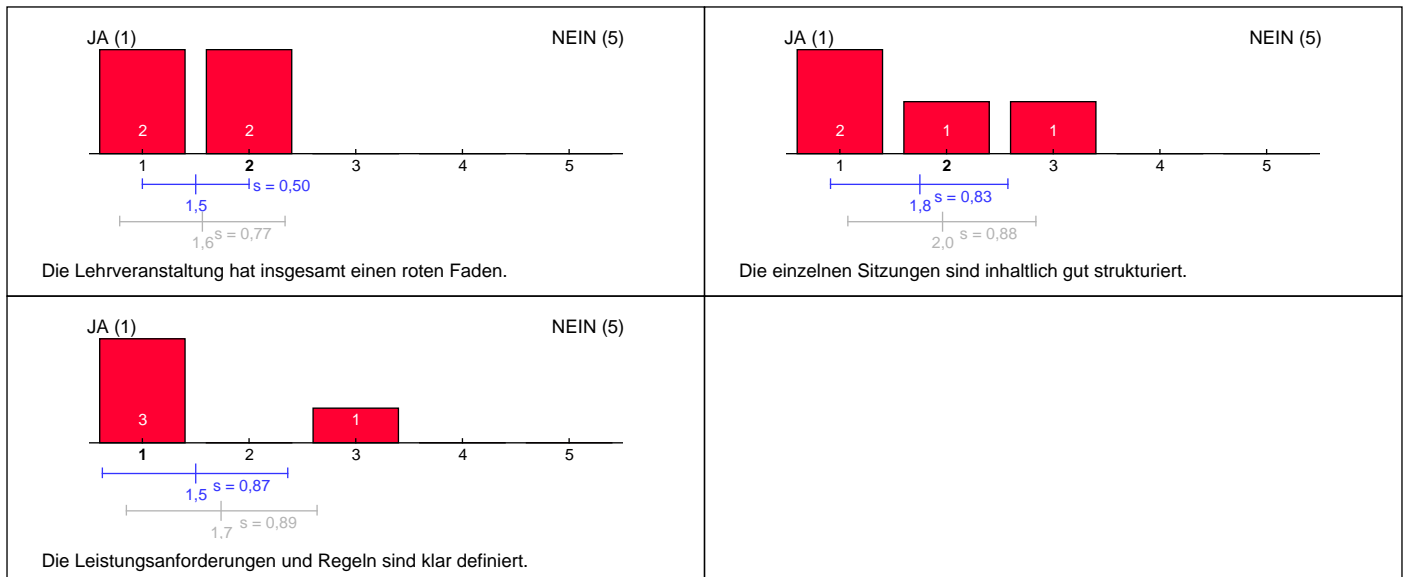 JA (1) NEIN (5)
2 2
1 2 3 4 5
s = 0,50
1,5
s = 0,77
1,6
Die Lehrveranstaltung hat insgesamt einen roten Faden.
JA (1) NEIN (5)
2 1 1
1 2 3 4 5
s = 0,83
1,8
s = 0,88
2,0
Die einzelnen Sitzungen sind inhaltlich gut strukturiert.
JA (1) NEIN (5)
3 1
1 2 3 4 5
s = 0,87
1,5
s = 0,89
1,7
Die Leistungsanforderungen und Regeln sind klar definiert.